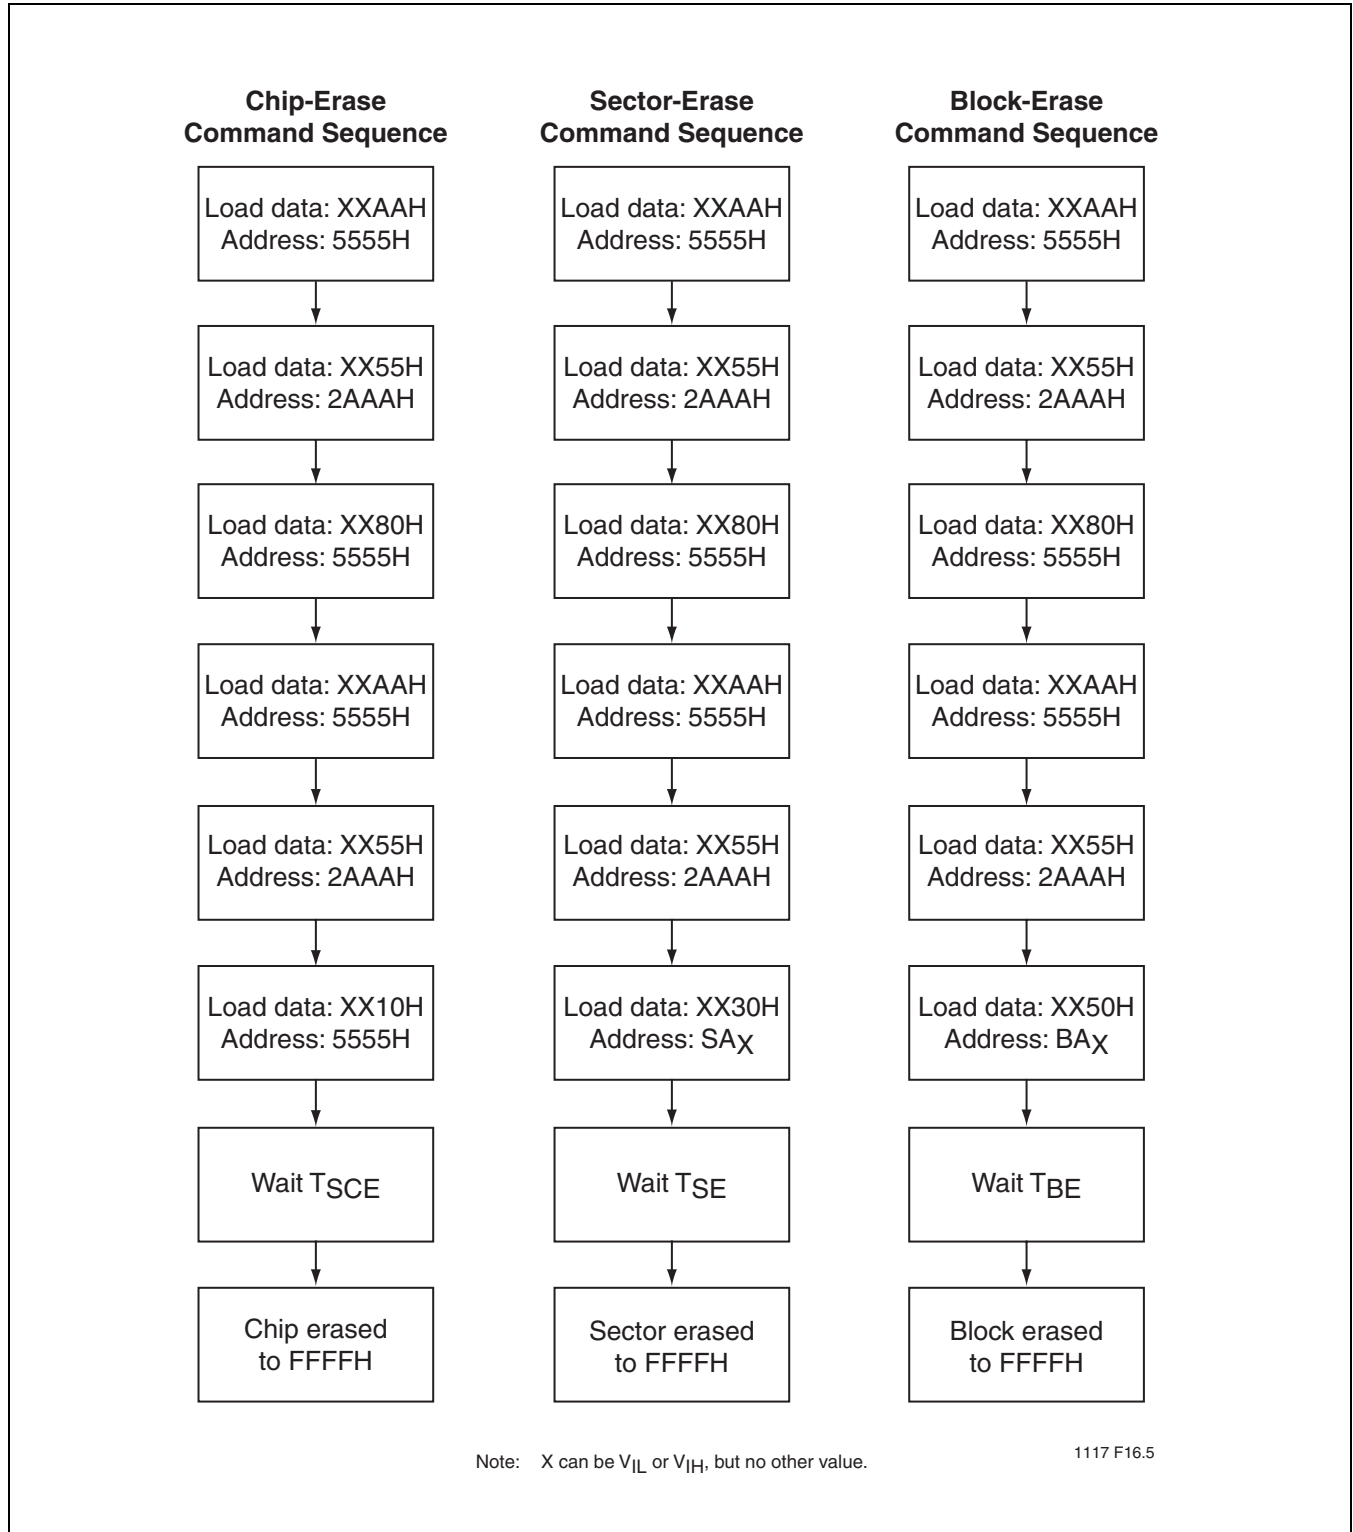 Chip-Erase
Command Sequence
Load data: XXAAH
Address: 5555H
Load data: XX55H
Address: 2AAAH
Load data: XX80H
Address: 5555H
Load data: XXAAH
Address: 5555H
Load data: XX55H
Address: 2AAAH
Load data: XX10H
Address: 5555H
Wait TSCE
Chip erased
to FFFFH
Sector-Erase
Command Sequence
Load data: XXAAH
Address: 5555H
Load data: XX55H
Address: 2AAAH
Load data: XX80H
Address: 5555H
Load data: XXAAH
Address: 5555H
Load data: XX55H
Address: 2AAAH
Load data: XX30H
Address: SAX
Wait TSE
Sector erased
to FFFFH
Block-Erase
Command Sequence
Load data: XXAAH
Address: 5555H
Load data: XX55H
Address: 2AAAH
Load data: XX80H
Address: 5555H
Load data: XXAAH
Address: 5555H
Load data: XX55H
Address: 2AAAH
Load data: XX50H
Address: BAX
Wait TBE
Block erased
to FFFFH
Note: X can be VIL or VIH, but no other value.
1117 F16.5